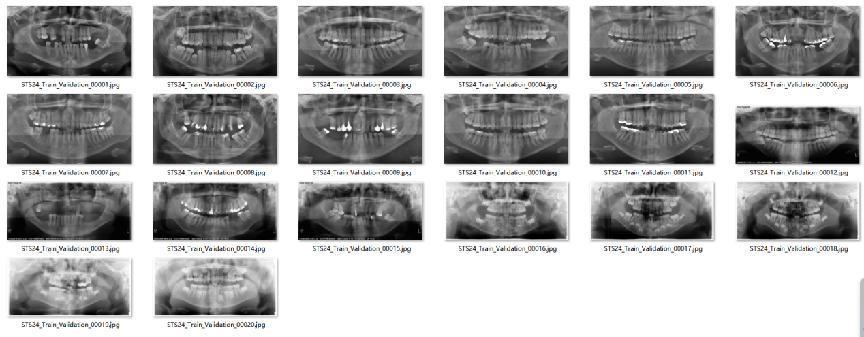 STS24_Train_Validation_00001.jpg
STS24_Train_Validation_00002.jpg
STS24_Train_Validation_00003.jpg
STS24_Train_Validation_00004.jpg
STS24_Train_Validation_00005.jpg
STS24_Train_Validation_00006.jpg
STS24_Train_Validation_00007.jpg
STS24_Train_Validation_00008.jpg
STS24_Train_Validation_00009.jpg
STS24_Train_Validation_00010.jpg
STS24_Train_Validation_00011.jpg
STS24_Train_Validation_00012.jpg
STS24_Train_Validation_00013.jpg
STS24_Train_Validation_00014.jpg
STS24_Train_Validation_00015.jpg
STS24_Train_Validation_00016.jpg
STS24_Train_Validation_00017.jpg
STS24_Train_Validation_00018.jpg
STS24_Train_Validation_00019.jpg
STS24_Train_Validation_00020.jpg